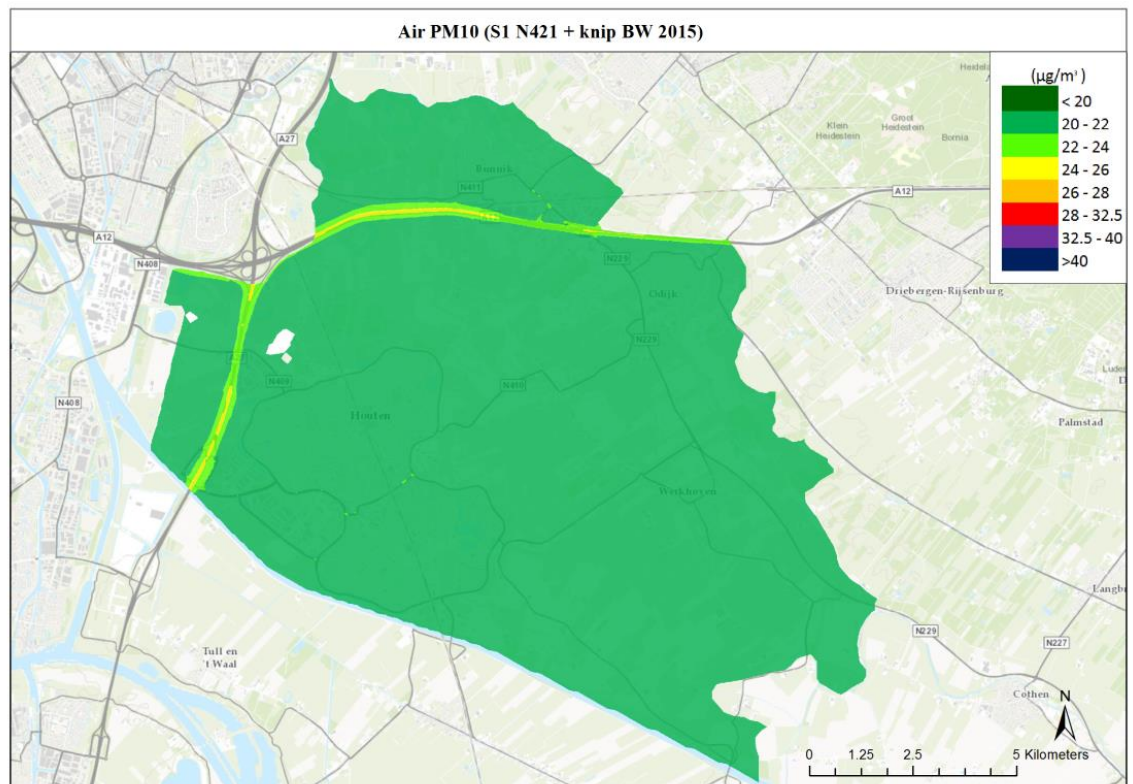 Air PM10 (S1 N421 + knip BW 2015)
(µg/m³)
< 20
20 - 22
22 - 24
24 - 26
26 - 28
28 - 32.5
32.5 - 40
>40
Klein
Heidestein
Groot
Heidestein
Bornia
A27
Bunnik
N411
A12
A12
N408
N229
Odijk
Driebergen-Rijsenburg
N229
N409
N410
Houten
N408
Palmstad
Werkhoven
N229
N227
Tull en
't Waal
Cothen
N
0 1.25 2.5 5 Kilometers